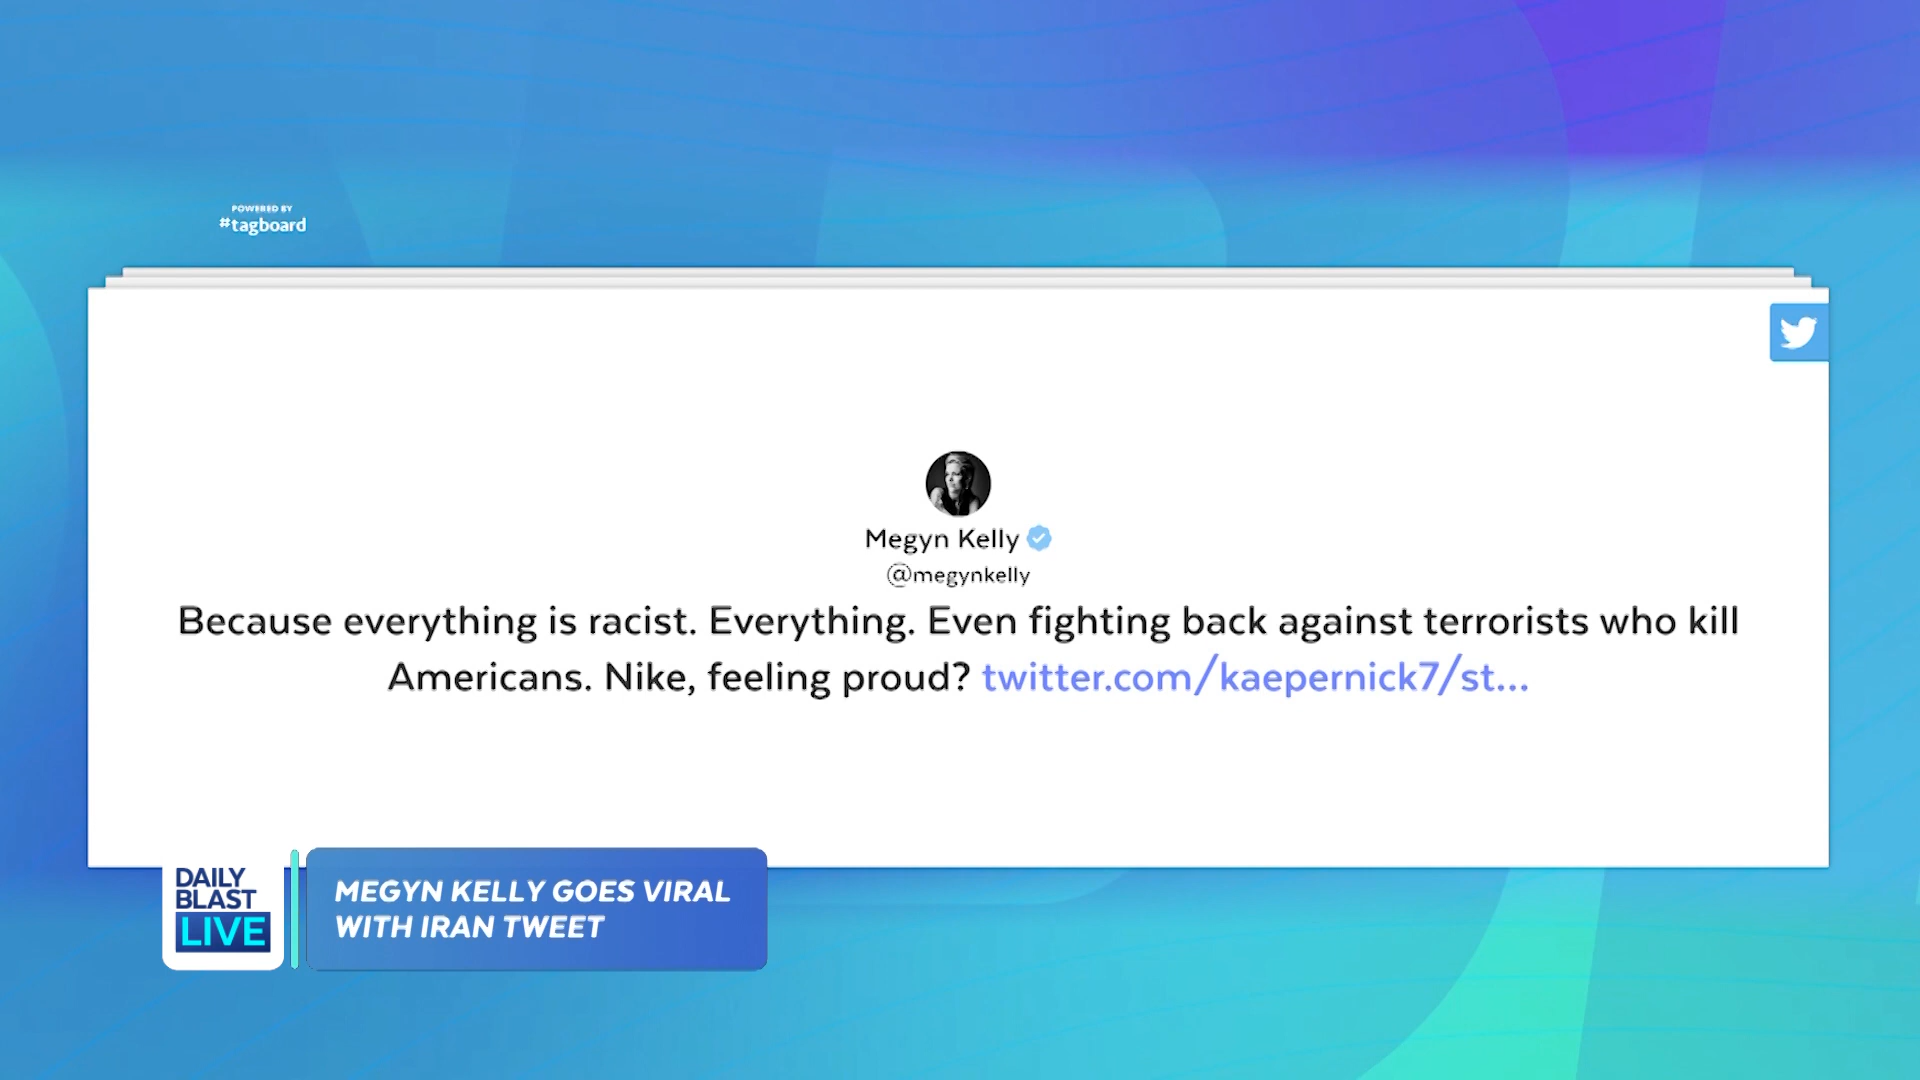 POWERED BY
#tagboard
Megyn Kelly
@megynkelly
Because everything is racist. Everything. Even fighting back against terrorists who kill
Americans. Nike, feeling proud? twitter.com/kaepernick7/st...
DAILY
BLAST
LIVE
MEGYN KELLY GOES VIRAL
WITH IRAN TWEET